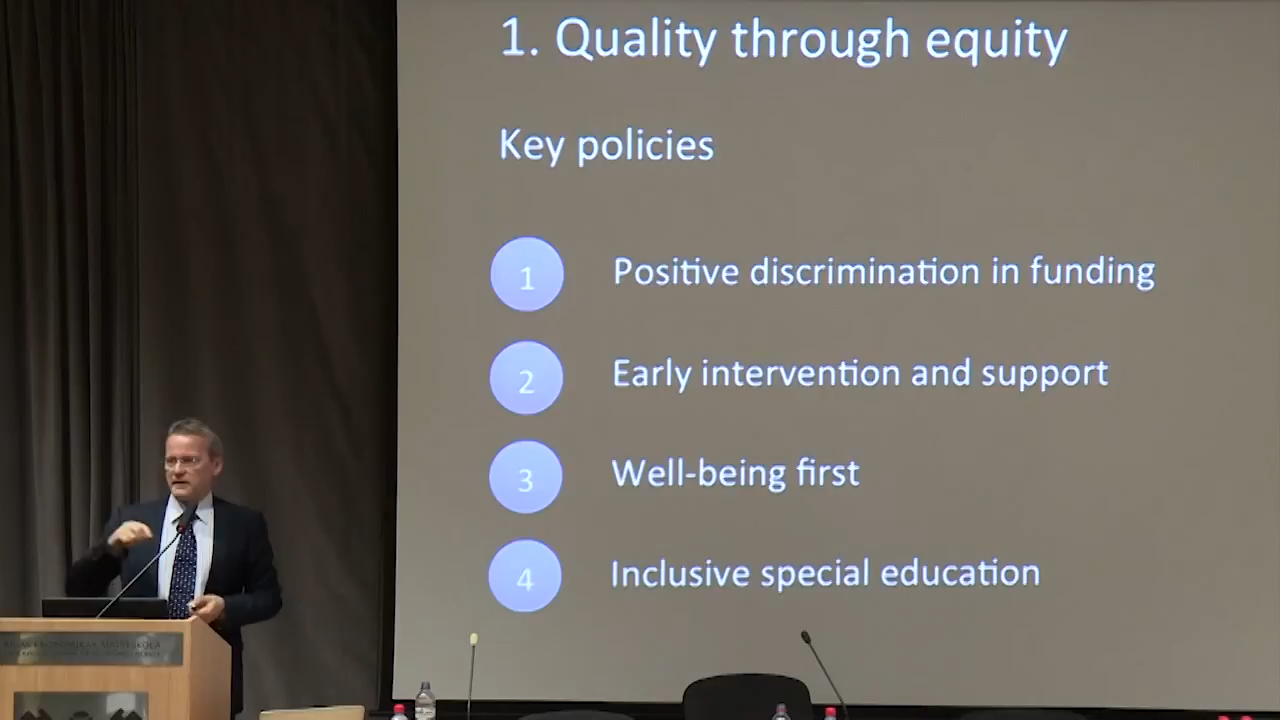 1. Quality through equity
Key policies
1 Positive discrimination in funding
2 Early intervention and support
3 Well-being first
4 Inclusive special education